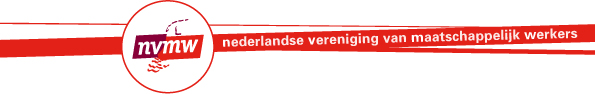 nvmw
nederlandse vereniging van maatschappelijk werkers